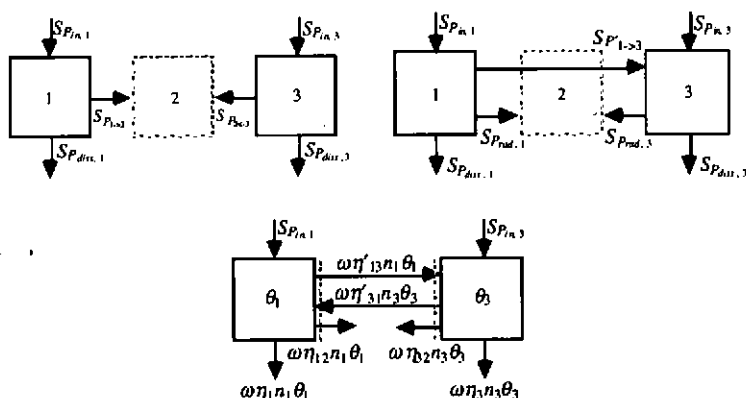 S_{P_{in,1}} S_{P_{in,3}} S_{P_{in,1}} S_{P'_{1->3}} S_{P_{in,3}}
1 2 3 1 2 3
S_{P_{1->2}} S_{P_{2<-3}} S_{P_{rad,1}} S_{P_{rad,3}}
S_{P_{diss,1}} S_{P_{diss,3}} S_{P_{diss,1}} S_{P_{diss,3}}
S_{P_{in,1}} S_{P_{in,3}}
ωη'_{13}n_1θ_1
θ_1 θ_3
ωη'_{31}n_3θ_3
ωη_{12}n_1θ_1 ωη_{32}n_3θ_3
ωη_1n_1θ_1 ωη_3n_3θ_3